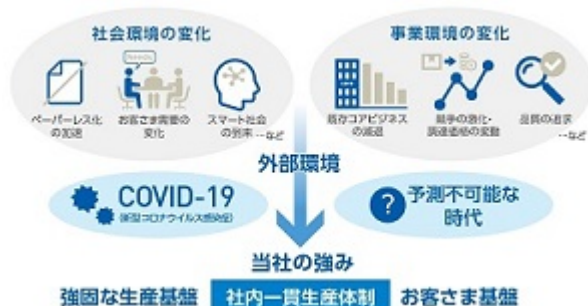 社会環境の変化
Needs
ペーパーレス化
の加速
お客さま需要の
変化
スマート社会
の到来
…など
事業環境の変化
既存コアビジネス
の減退
競争の激化・
調達価格の変動
品質の追求
…など
外部環境
COVID-19
(新型コロナウイルス感染症)
?
予測不可能な
時代
当社の強み
強固な生産基盤
社内一貫生産体制
お客さま基盤